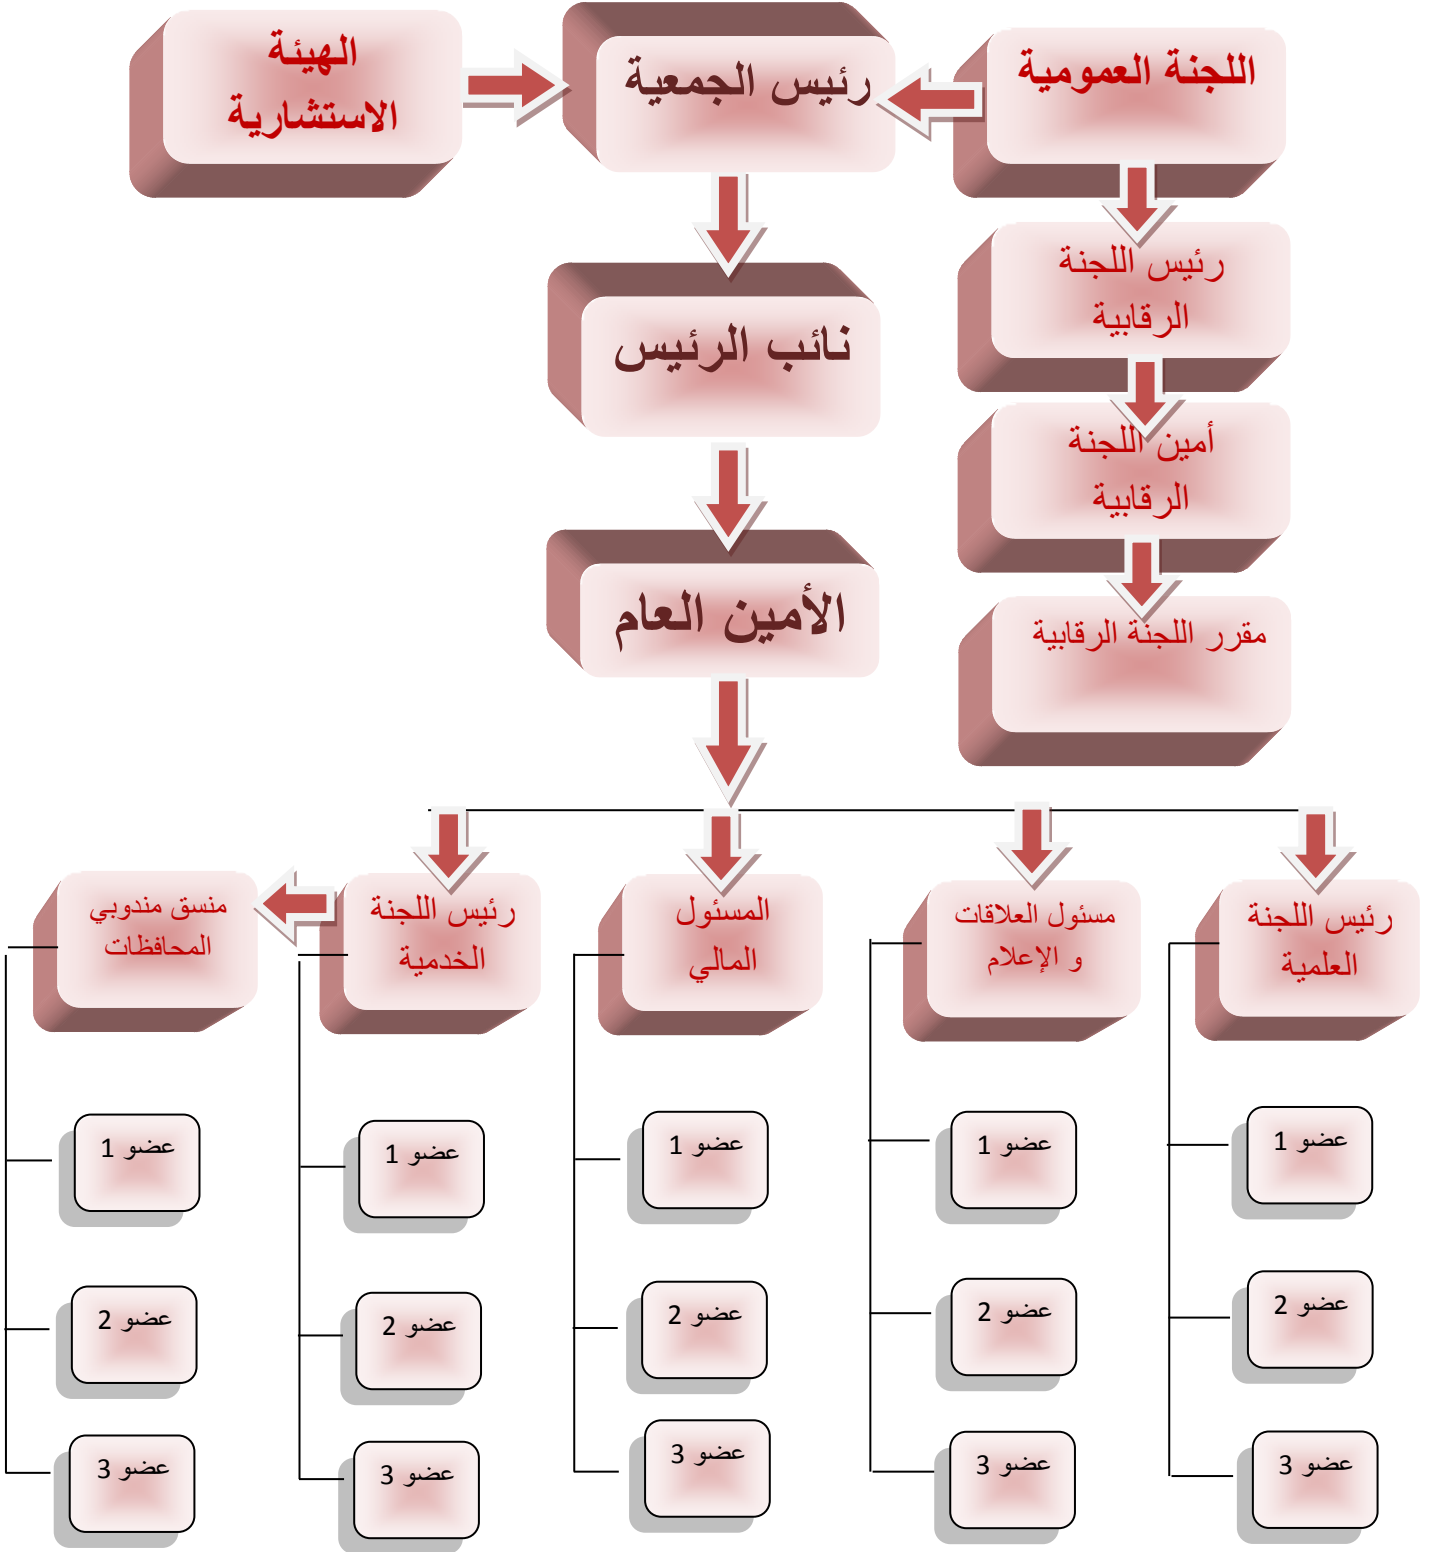 اللجنة العمومية
رئيس الجمعية
الهيئة
الاستشارية
رئيس اللجنة
الرقابية
نائب الرئيس
أمين اللجنة
الرقابية
الأمين العام
مقرر اللجنة الرقابية
رئيس اللجنة
العلمية
مسئول العلاقات
و الإعلام
المسئول
المالي
رئيس اللجنة
الخدمية
منسق مندوبي
المحافظات
عضو 1
عضو 1
عضو 1
عضو 1
عضو 1
عضو 2
عضو 2
عضو 2
عضو 2
عضو 2
عضو 3
عضو 3
عضو 3
عضو 3
عضو 3